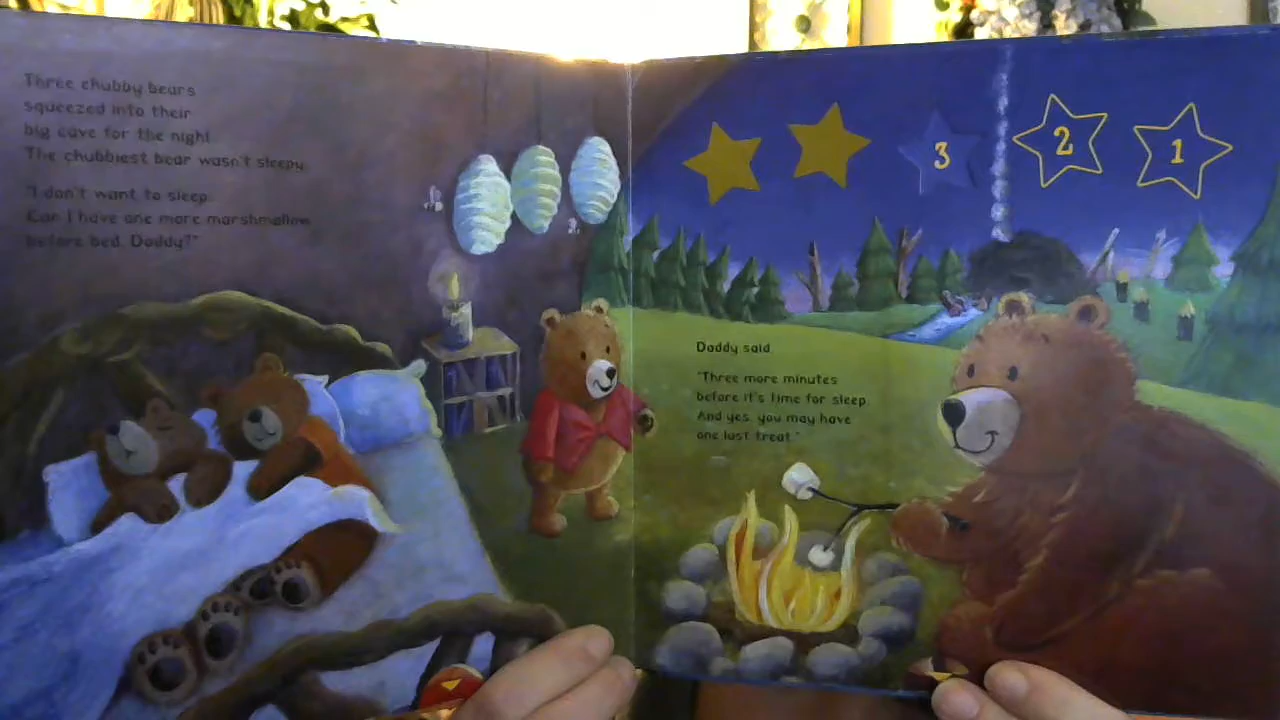 Three chubby bears
squeezed into their
big cave for the night.
The chubbiest bear wasn't sleepy.
"I don't want to sleep.
Can I have one more marshmallow
before bed, Daddy?"
3
2
1
Daddy said,
"Three more minutes
before it's time for sleep.
And yes, you may have
one last treat."